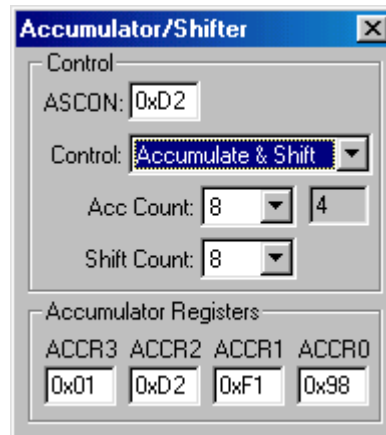 Accumulator/Shifter
Control
ASCON: 0xD2
Control: Accumulate & Shift
Acc Count: 8 4
Shift Count: 8
Accumulator Registers
ACCR3 ACCR2 ACCR1 ACCR0
0x01 0xD2 0xF1 0x98